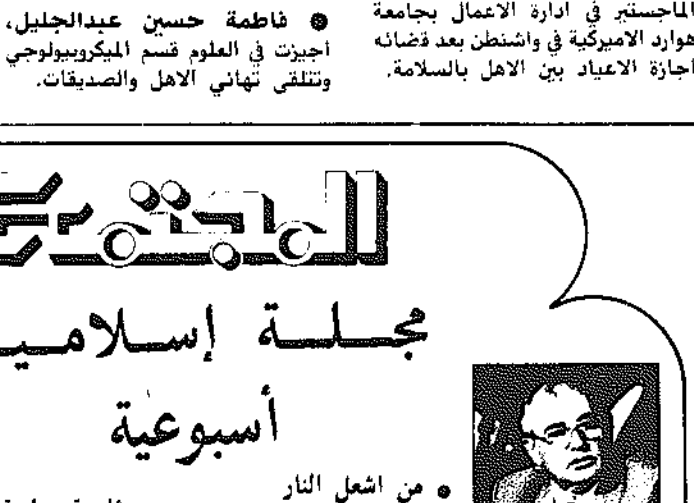 الماجستير في ادارة الاعمال بجامعة
هوارد الاميركية في واشنطن بعد قضائه
اجازة الاعياد بين الاهل بالسلامة.
● فاطمة حسين عبدالجليل،
اجيزت في العلوم قسم الميكروبيولوجي
وتتلقى تهاني الاهل والصديقات.
المجتمع
مجلة إسلامية
أسبوعية
● من اشعل النار